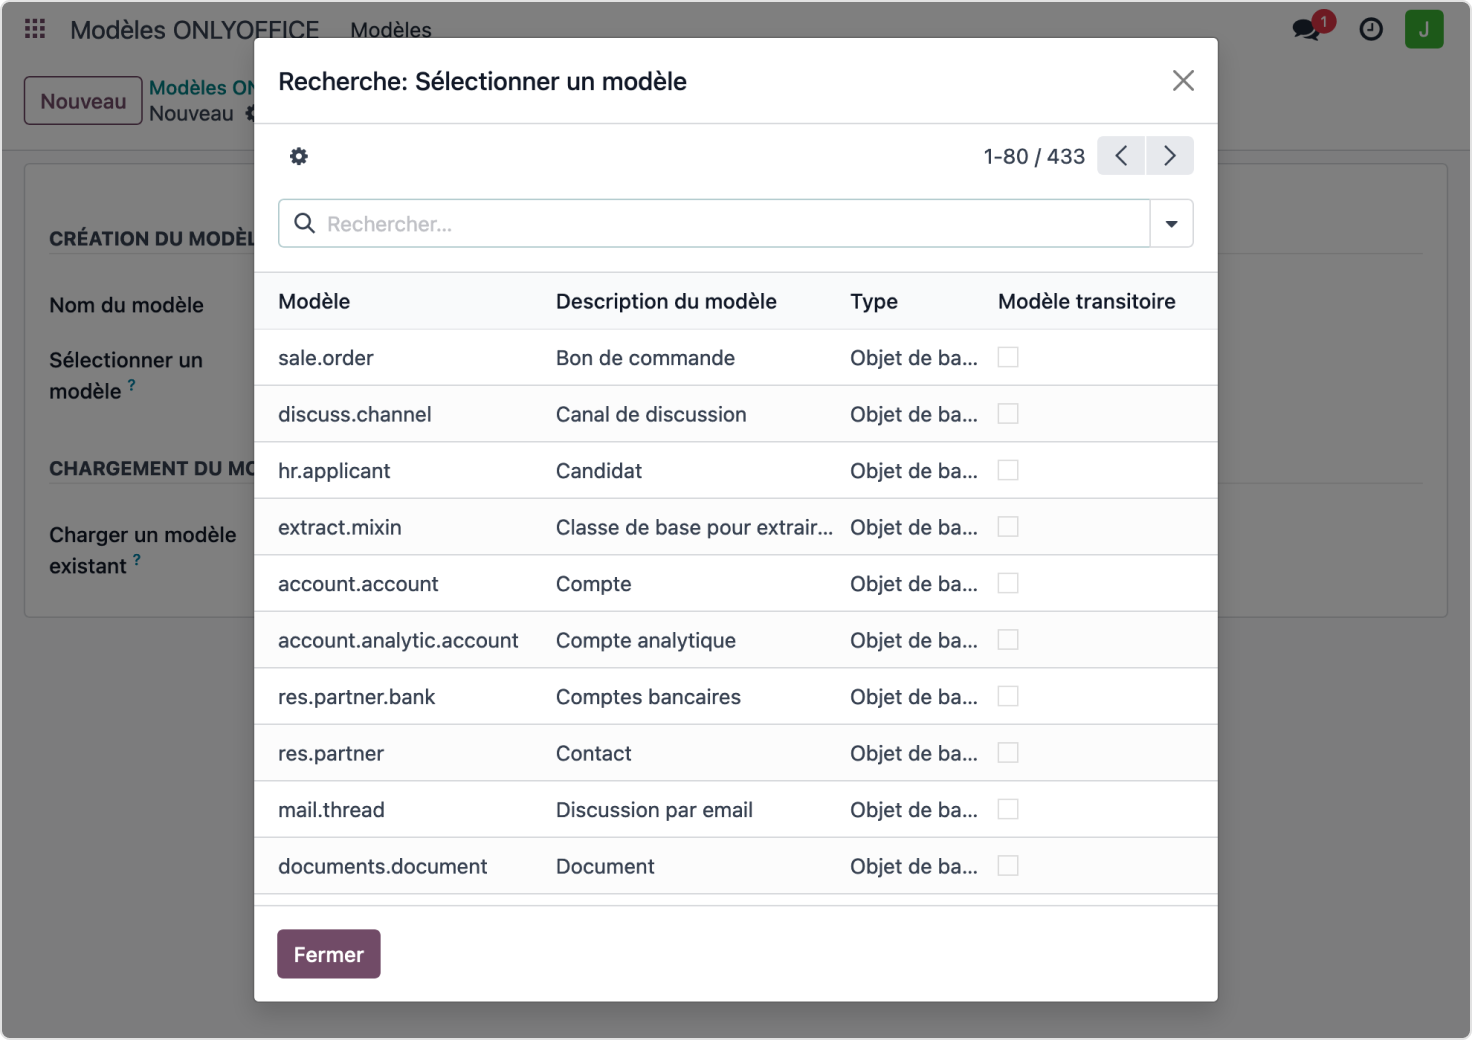 Modèles ONLYOFFICE Modèles 1 J
Nouveau
Modèles ON
Nouveau
Recherche: Sélectionner un modèle
1-80 / 433
Rechercher...
CRÉATION DU MODÈL
Nom du modèle
Sélectionner un
modèle ?
CHARGEMENT DU MO
Charger un modèle
existant ?
Modèle Description du modèle Type Modèle transitoire
sale.order Bon de commande Objet de ba...
discuss.channel Canal de discussion Objet de ba...
hr.applicant Candidat Objet de ba...
extract.mixin Classe de base pour extrair... Objet de ba...
account.account Compte Objet de ba...
account.analytic.account Compte analytique Objet de ba...
res.partner.bank Comptes bancaires Objet de ba...
res.partner Contact Objet de ba...
mail.thread Discussion par email Objet de ba...
documents.document Document Objet de ba...
Fermer